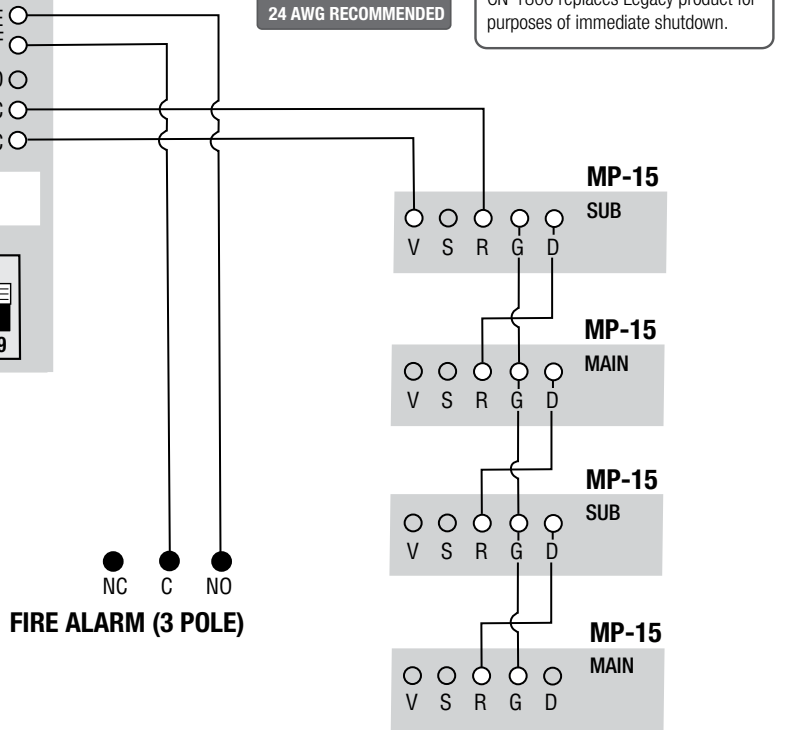 24 AWG RECOMMENDED
purposes of immediate shutdown.
MP-15
SUB
V S R G D
MP-15
MAIN
V S R G D
MP-15
SUB
V S R G D
MP-15
MAIN
V S R G D
9
NC C NO
FIRE ALARM (3 POLE)